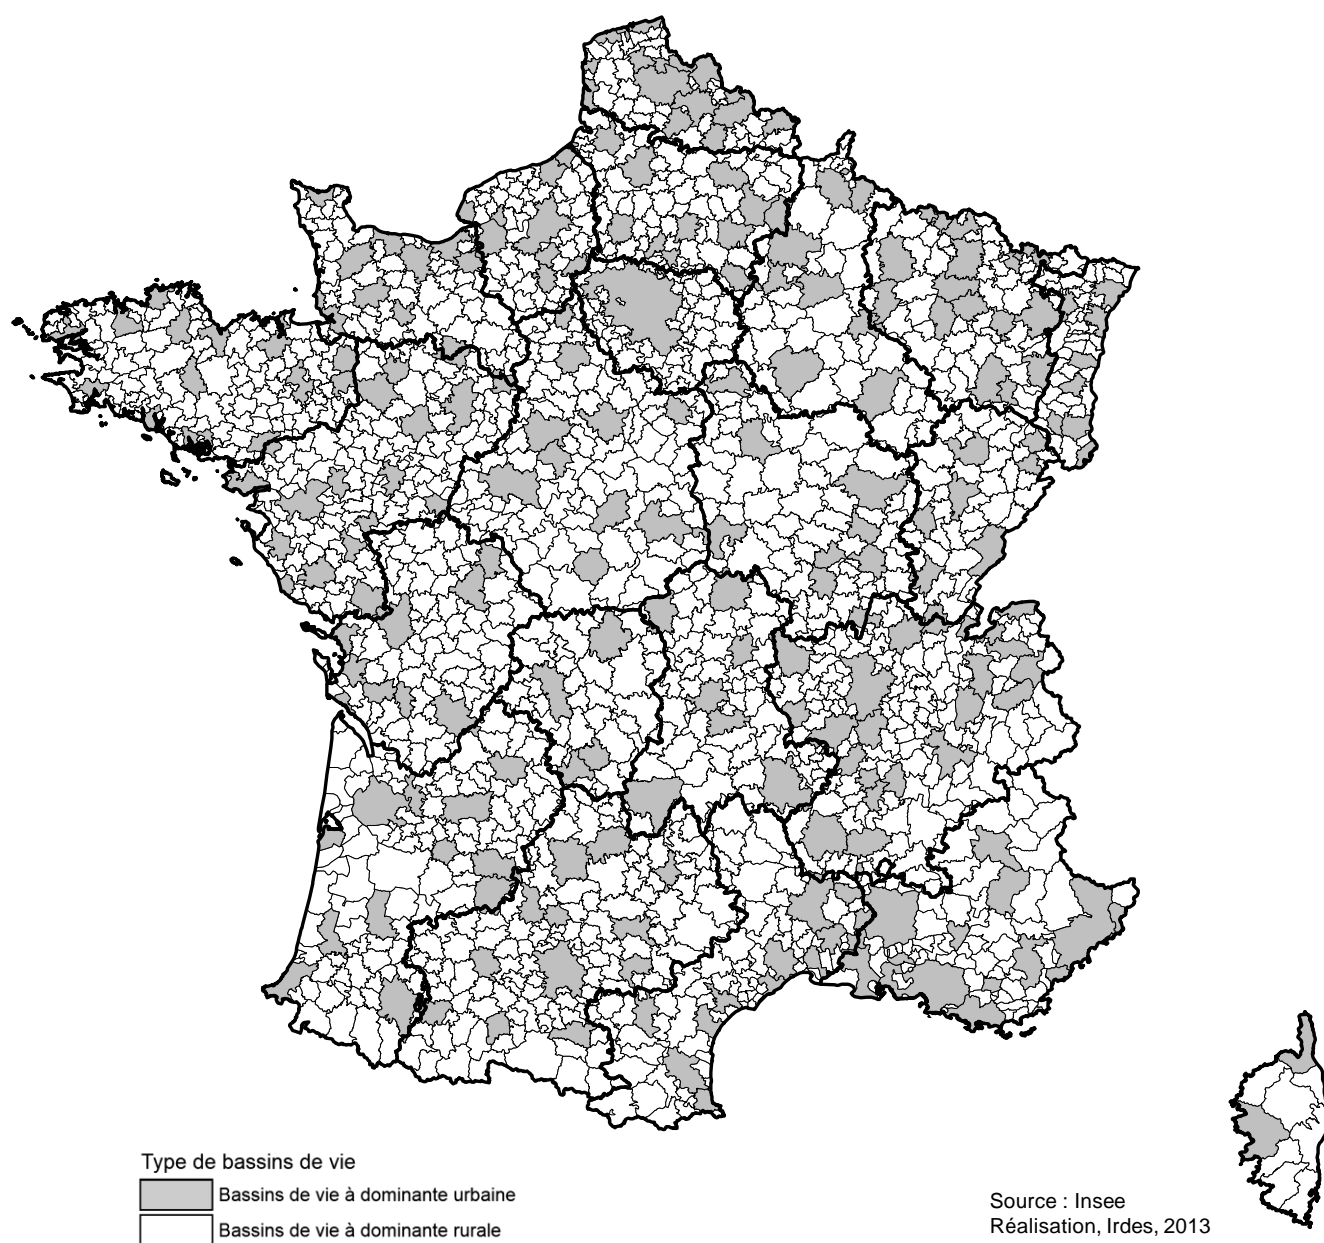 Type de bassins de vie
Bassins de vie à dominante urbaine
Bassins de vie à dominante rurale
Source : Insee
Réalisation, Irdes, 2013